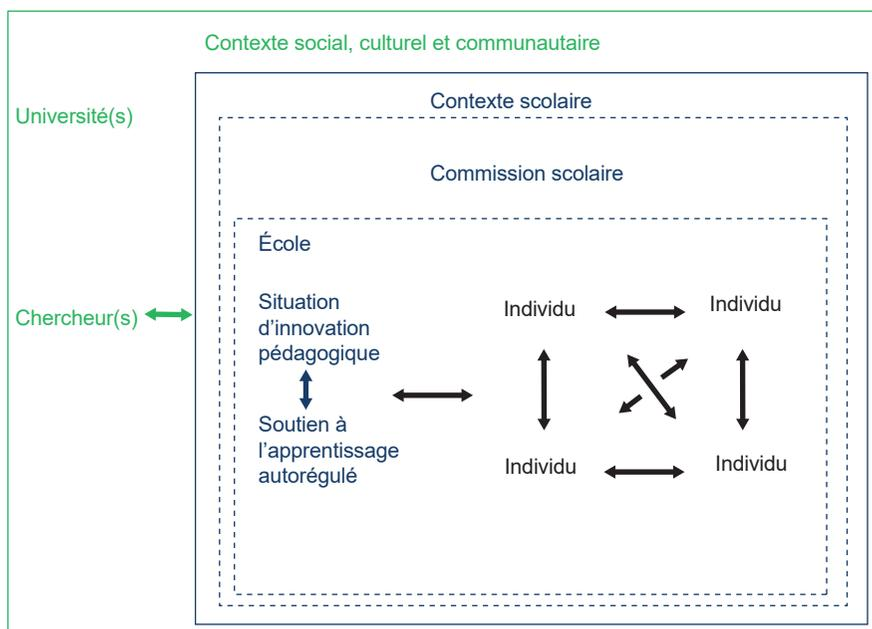 Contexte social, culturel et communautaire
Contexte scolaire
Université(s)
Commission scolaire
École
Situation
d’innovation
pédagogique
Individu
Individu
Chercheur(s)
Soutien à
l’apprentissage
autorégulé
Individu
Individu